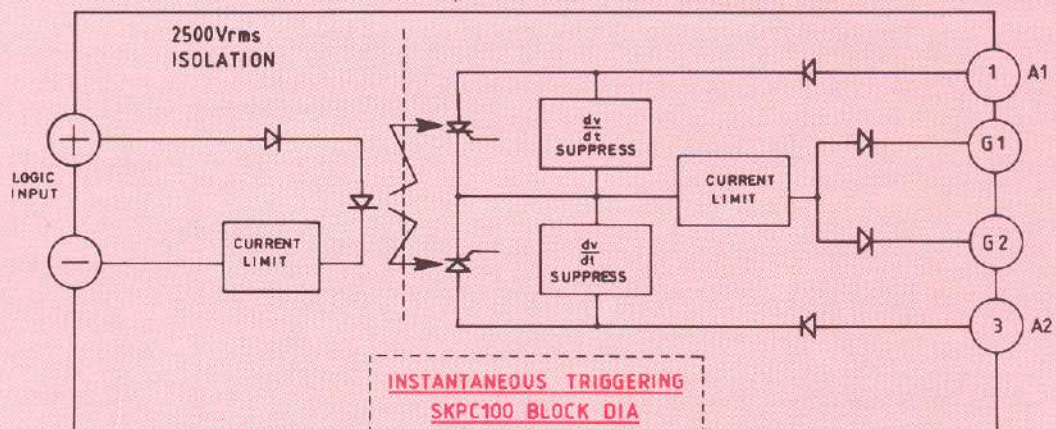 2500Vrms
ISOLATION
1
A1
+
LOGIC
INPUT
dv
dt
SUPPRESS
G1
CURRENT
LIMIT
G2
−
CURRENT
LIMIT
dv
dt
SUPPRESS
3
A2
INSTANTANEOUS TRIGGERING
SKPC100 BLOCK DIA